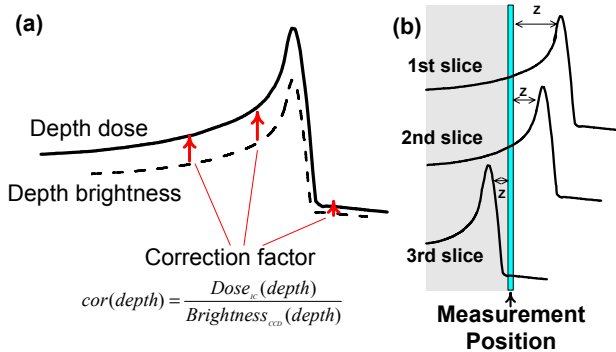 (a)
Depth dose
Depth brightness
Correction factor
cor(depth) = Dose_IC(depth) / Brightness_CCD(depth)
(b)
z
1st slice
z
2nd slice
z
3rd slice
Measurement
Position